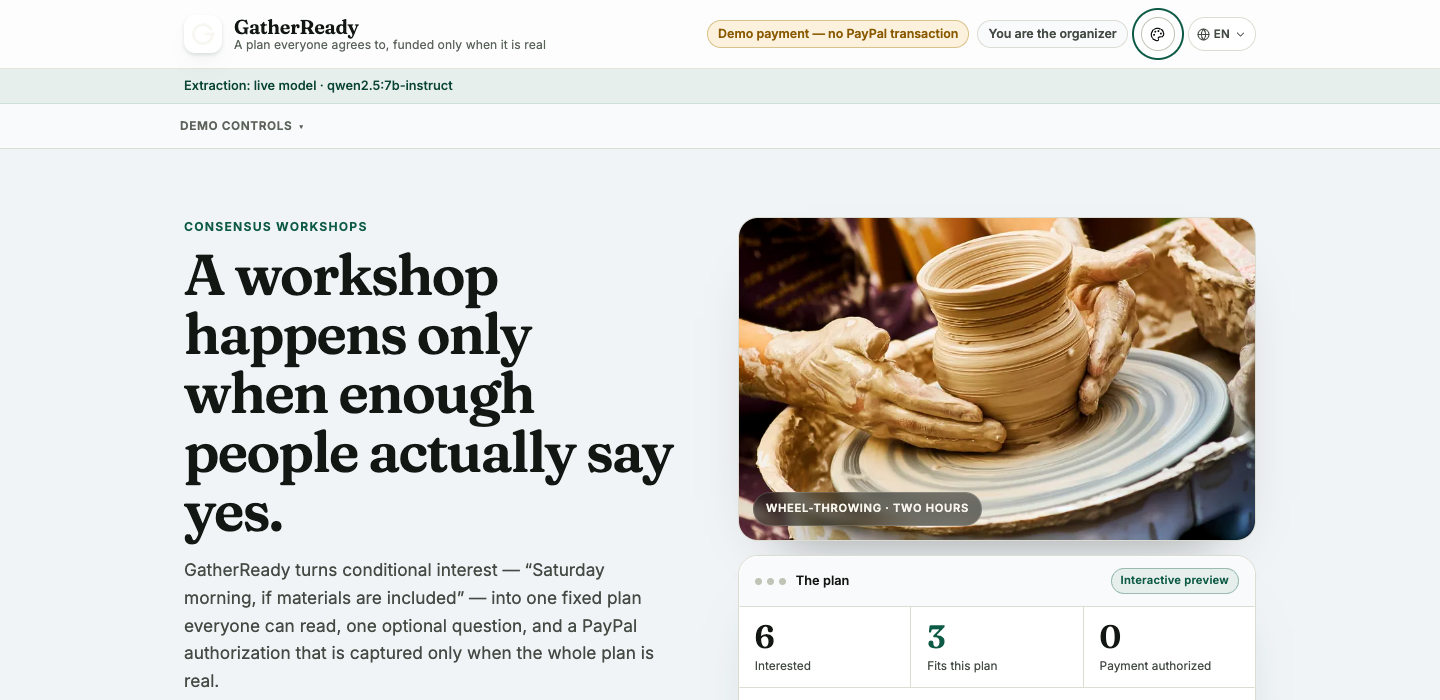 GatherReady
A plan everyone agrees to, funded only when it is real
Demo payment — no PayPal transaction
You are the organizer
EN
Extraction: live model · qwen2.5:7b-instruct
DEMO CONTROLS
CONSENSUS WORKSHOPS
A workshop
happens only
when enough
people actually say
yes.
GatherReady turns conditional interest — “Saturday
morning, if materials are included” — into one fixed plan
everyone can read, one optional question, and a PayPal
authorization that is captured only when the whole plan is
real.
WHEEL-THROWING · TWO HOURS
The plan
Interactive preview
6
Interested
3
Fits this plan
0
Payment authorized